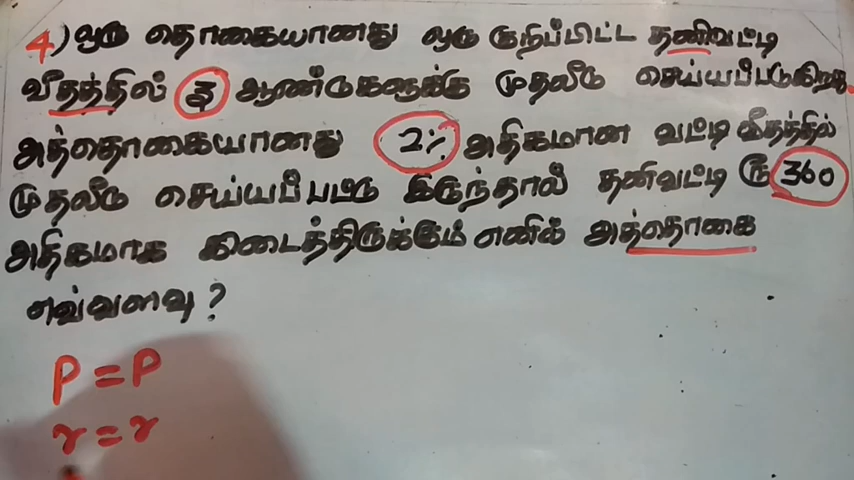 4) ஒரு தொகையானது ஒரு குறிப்பிட்ட தனிவட்டி
வீதத்தில் 3 ஆண்டுகளுக்கு முதலீடு செய்யப்படுகிறது.
அத்தொகையானது 2% அதிகமான வட்டி வீதத்தில்
முதலீடு செய்யப்பட்டு இருந்தால் தனிவட்டி ரூ 360
அதிகமாக கிடைத்திருக்கும் எனில் அத்தொகை
எவ்வளவு?
P = P
r = r